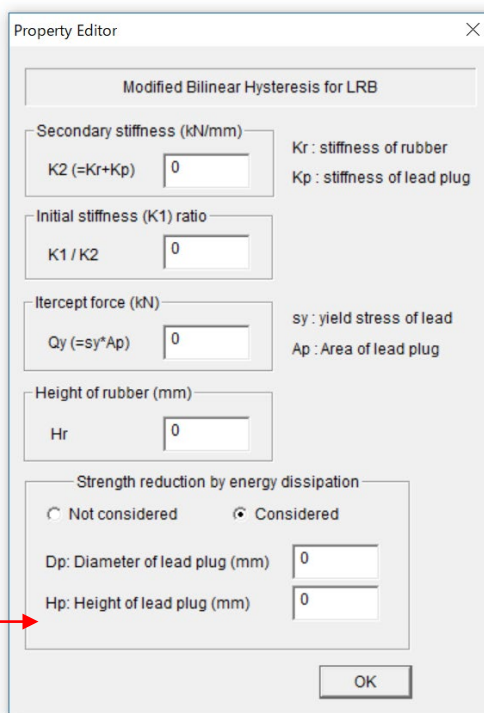 Property Editor
Modified Bilinear Hysteresis for LRB
Secondary stiffness (kN/mm)
K2 (=Kr+Kp) 0
Kr : stiffness of rubber
Kp : stiffness of lead plug
Initial stiffness (K1) ratio
K1 / K2 0
Itercept force (kN)
Qy (=sy*Ap) 0
sy : yield stress of lead
Ap : Area of lead plug
Height of rubber (mm)
Hr 0
Strength reduction by energy dissipation
Not considered Considered
Dp: Diameter of lead plug (mm) 0
Hp: Height of lead plug (mm) 0
OK